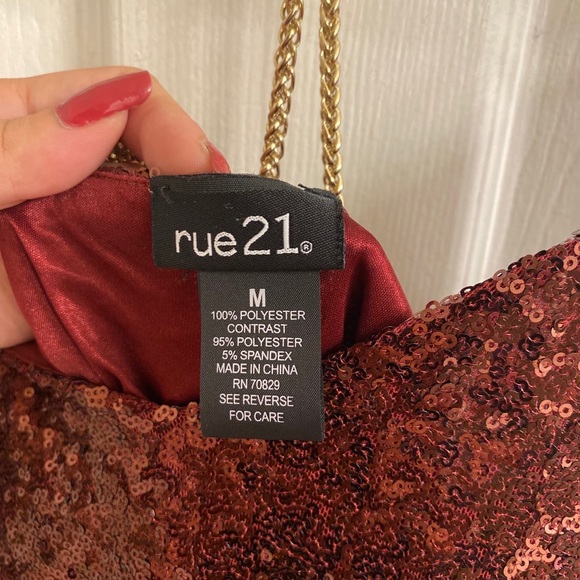 rue21®
M
100% POLYESTER
CONTRAST
95% POLYESTER
5% SPANDEX
MADE IN CHINA
RN 70829
SEE REVERSE
FOR CARE